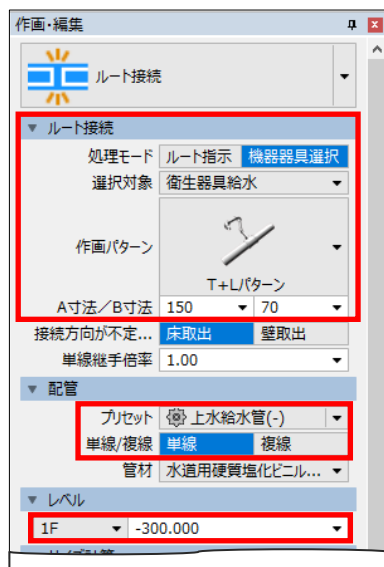 作画・編集
ルート接続
ルート接続
処理モード ルート指示 機器器具選択
選択対象 衛生器具給水
作画パターン
T+Lパターン
A寸法／B寸法 150 70
接続方向が不定... 床取出 壁取出
単線継手倍率 1.00
配管
プリセット 上水給水管(-)
単線/複線 単線 複線
管材 水道用硬質塩化ビニル...
レベル
1F -300.000